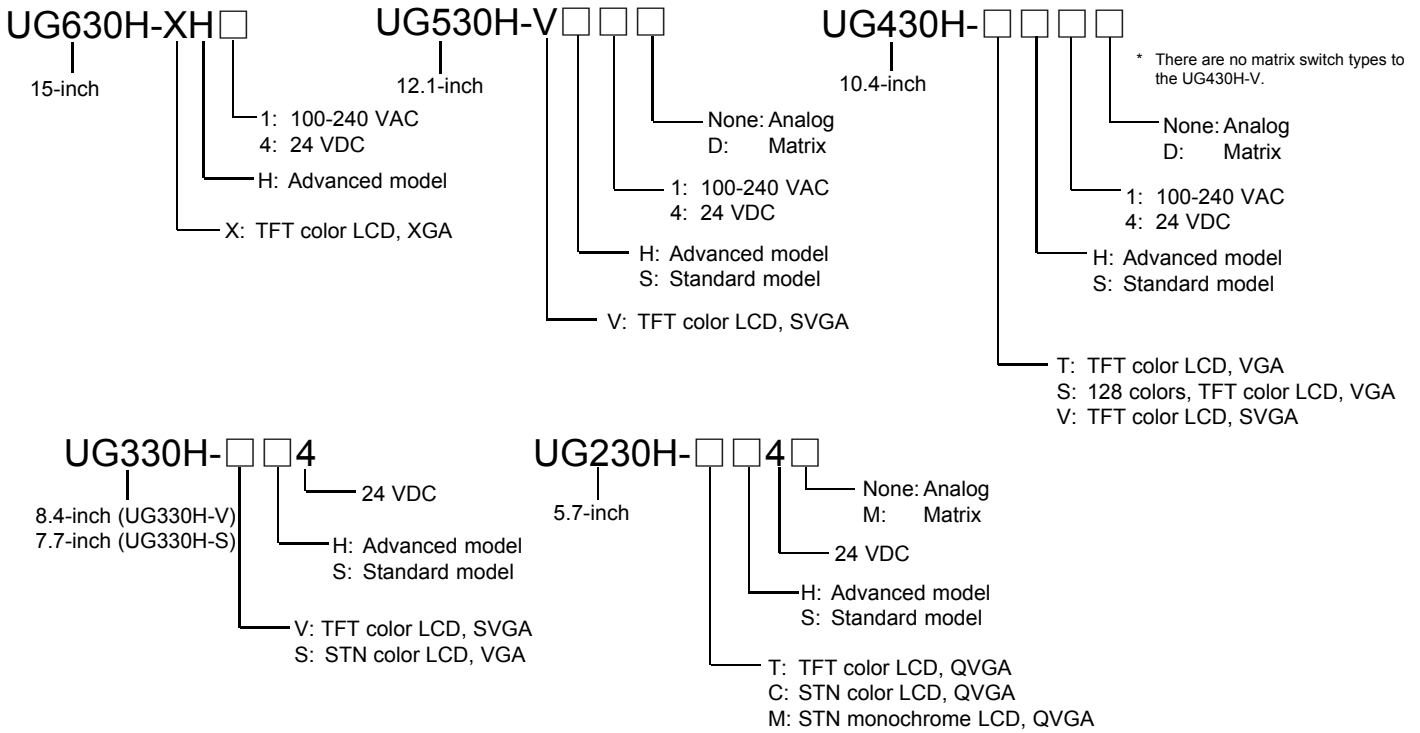 UG630H-XH□
15-inch
1: 100-240 VAC
4: 24 VDC
H: Advanced model
X: TFT color LCD, XGA
UG530H-V□□□
12.1-inch
None: Analog
D: Matrix
1: 100-240 VAC
4: 24 VDC
H: Advanced model
S: Standard model
V: TFT color LCD, SVGA
UG430H-□□□□
10.4-inch
* There are no matrix switch types to
the UG430H-V.
None: Analog
D: Matrix
1: 100-240 VAC
4: 24 VDC
H: Advanced model
S: Standard model
T: TFT color LCD, VGA
S: 128 colors, TFT color LCD, VGA
V: TFT color LCD, SVGA
UG330H-□□4
8.4-inch (UG330H-V)
7.7-inch (UG330H-S)
24 VDC
H: Advanced model
S: Standard model
V: TFT color LCD, SVGA
S: STN color LCD, VGA
UG230H-□□4□
5.7-inch
None: Analog
M: Matrix
24 VDC
H: Advanced model
S: Standard model
T: TFT color LCD, QVGA
C: STN color LCD, QVGA
M: STN monochrome LCD, QVGA